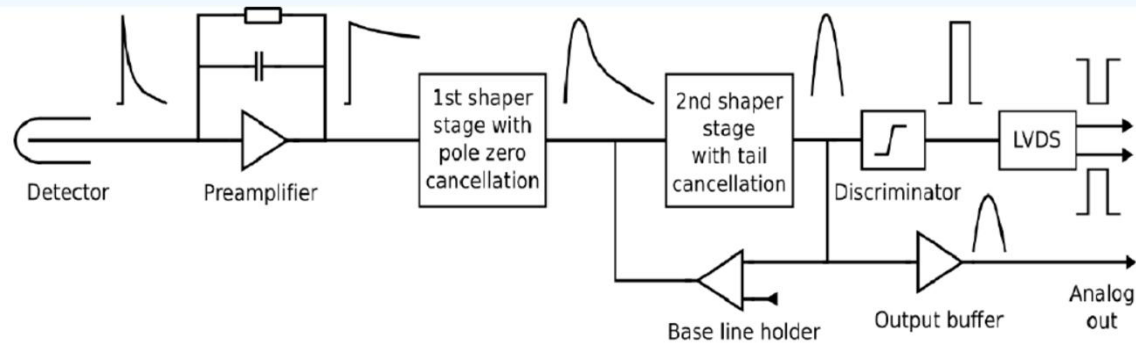 Detector
Preamplifier
1st shaper
stage with
pole zero
cancellation
2nd shaper
stage
with tail
cancellation
Discriminator
LVDS
Base line holder
Output buffer
Analog
out